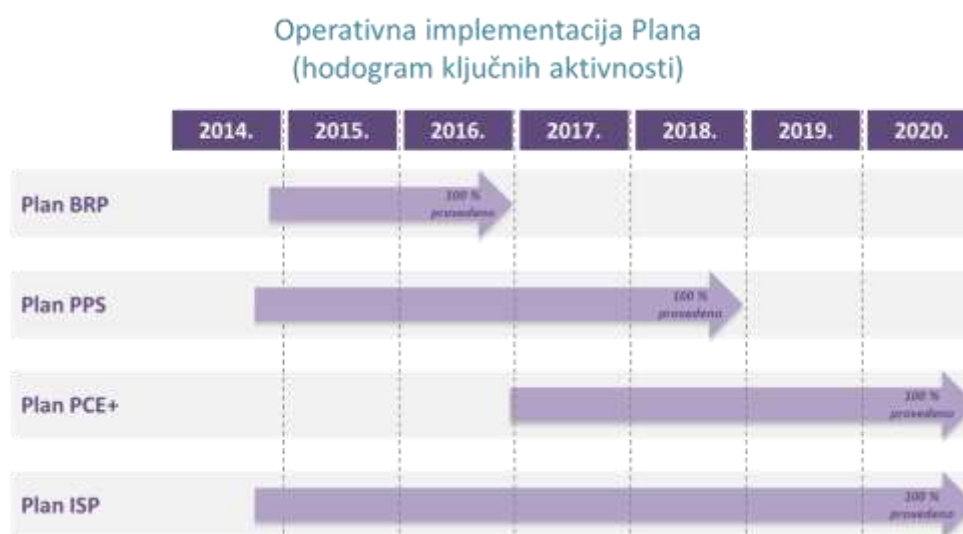 Operativna implementacija Plana
(hodogram ključnih aktivnosti)
2014. 2015. 2016. 2017. 2018. 2019. 2020.
Plan BRP
100 %
provedeno
Plan PPS
100 %
provedeno
Plan PCE+
100 %
provedeno
Plan ISP
100 %
provedeno